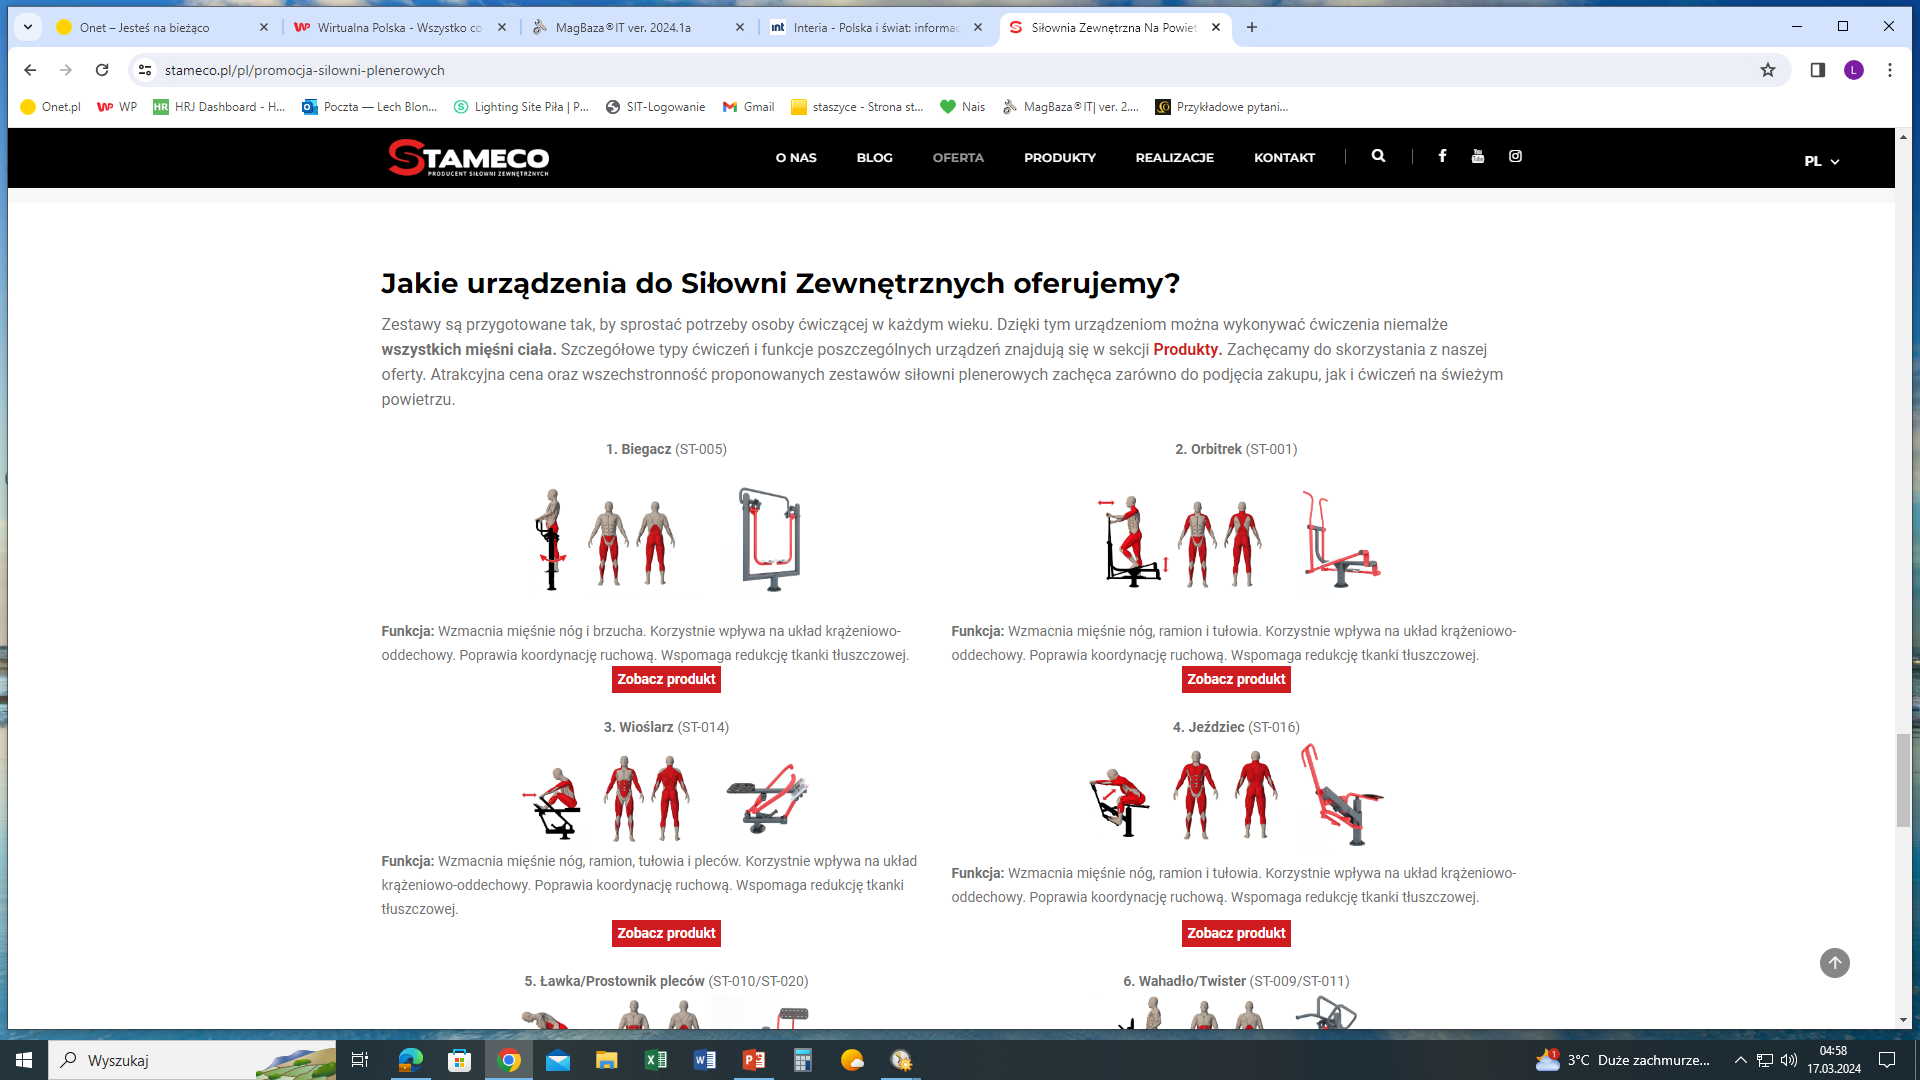 Onet – Jesteś na bieżąco
Wirtualna Polska - Wszystko co
MagBaza®IT ver. 2024.1a
int
Interia - Polska i świat: informac
Siłownia Zewnętrzna Na Powiet
stameco.pl/pl/promocja-silowni-plenerowych
L
Onet.pl
WP
HRJ Dashboard - H...
Poczta — Lech Blon...
Lighting Site Piła | P...
SIT-Logowanie
Gmail
staszyce - Strona st...
Nais
MagBaza®IT| ver. 2....
Przykładowe pytani...
STAMECO
PRODUCENT SIŁOWNI ZEWNĘTRZNYCH
O NAS
BLOG
OFERTA
PRODUKTY
REALIZACJE
KONTAKT
PL
Jakie urządzenia do Siłowni Zewnętrznych oferujemy?
Zestawy są przygotowane tak, by sprostać potrzeby osoby ćwiczącej w każdym wieku. Dzięki tym urządzeniom można wykonywać ćwiczenia niemalże
wszystkich mięśni ciała. Szczegółowe typy ćwiczeń i funkcje poszczególnych urządzeń znajdują się w sekcji Produkty. Zachęcamy do skorzystania z naszej
oferty. Atrakcyjna cena oraz wszechstronność proponowanych zestawów siłowni plenerowych zachęca zarówno do podjęcia zakupu, jak i ćwiczeń na świeżym
powietrzu.
1. Biegacz (ST-005)
Funkcja: Wzmacnia mięśnie nóg i brzucha. Korzystnie wpływa na układ krążeniowo-
oddechowy. Poprawia koordynację ruchową. Wspomaga redukcję tkanki tłuszczowej.
Zobacz produkt
2. Orbitrek (ST-001)
Funkcja: Wzmacnia mięśnie nóg, ramion i tułowia. Korzystnie wpływa na układ krążeniowo-
oddechowy. Poprawia koordynację ruchową. Wspomaga redukcję tkanki tłuszczowej.
Zobacz produkt
3. Wioślarz (ST-014)
Funkcja: Wzmacnia mięśnie nóg, ramion, tułowia i pleców. Korzystnie wpływa na układ
krążeniowo-oddechowy. Poprawia koordynację ruchową. Wspomaga redukcję tkanki
tłuszczowej.
Zobacz produkt
4. Jeździec (ST-016)
Funkcja: Wzmacnia mięśnie nóg, ramion i tułowia. Korzystnie wpływa na układ krążeniowo-
oddechowy. Poprawia koordynację ruchową. Wspomaga redukcję tkanki tłuszczowej.
Zobacz produkt
5. Ławka/Prostownik pleców (ST-010/ST-020)
6. Wahadło/Twister (ST-009/ST-011)
Wyszukaj
1
3°C Duże zachmurze...
04:58
17.03.2024